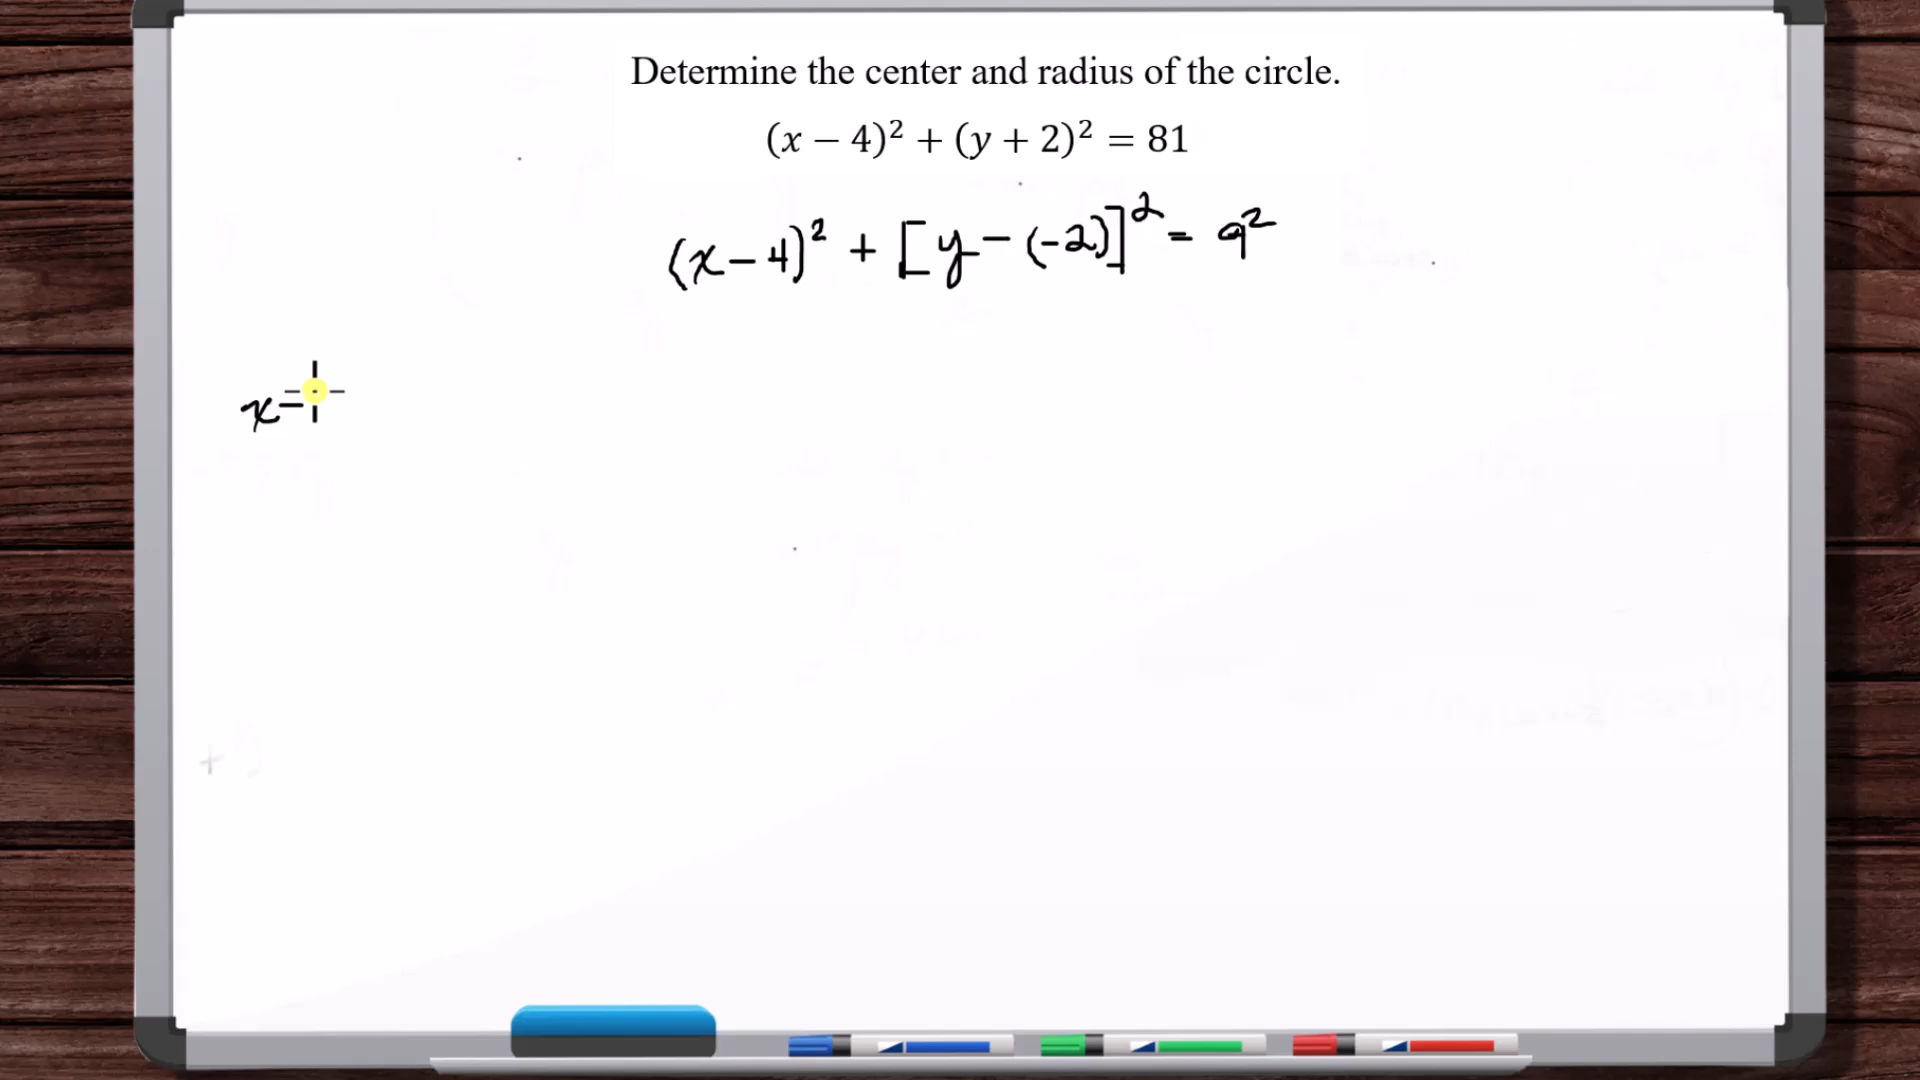 Determine the center and radius of the circle.
(x − 4)² + (y + 2)² = 81
(x − 4)² + [y − (−2)]² = 9²
x −